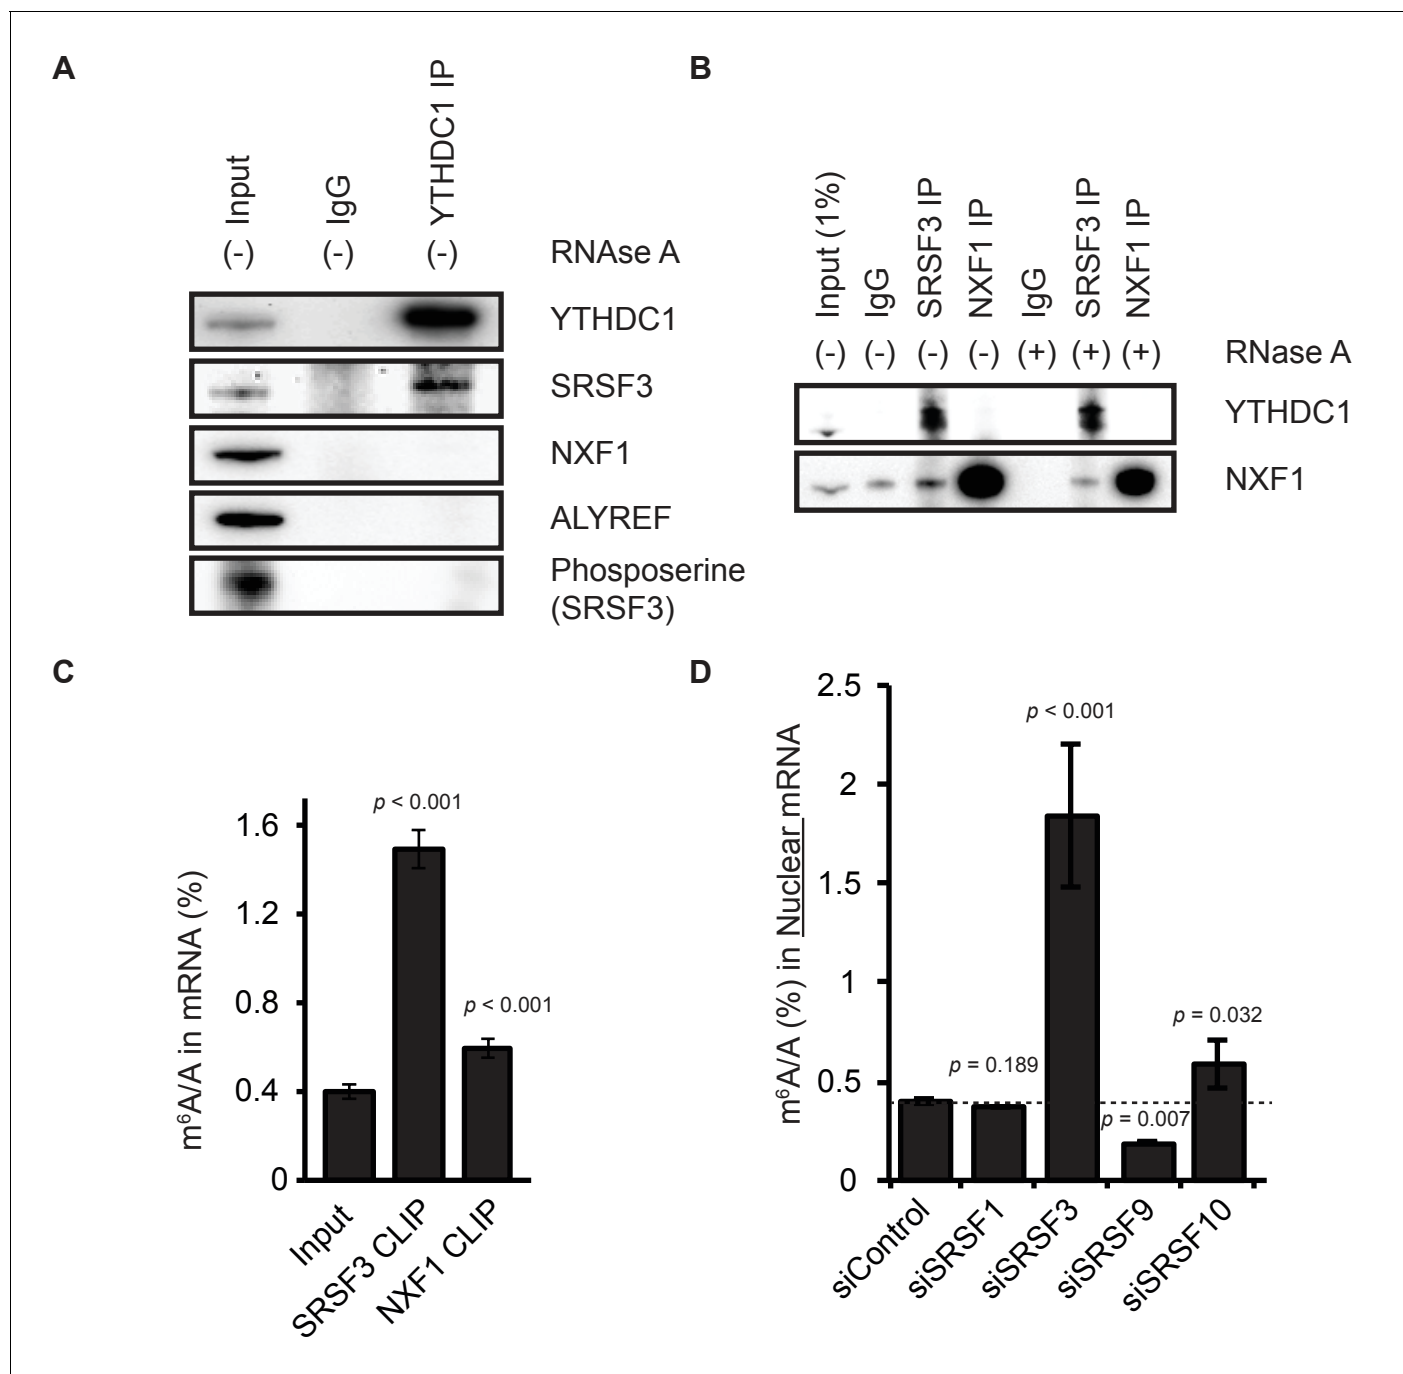 A
Input
IgG
YTHDC1 IP
(-) (-) (-) RNAse A
YTHDC1
SRSF3
NXF1
ALYREF
Phosposerine
(SRSF3)
B
Input (1%)
IgG
SRSF3 IP
NXF1 IP
IgG
SRSF3 IP
NXF1 IP
(-) (-) (-) (-) (+) (+) (+) RNase A
YTHDC1
NXF1
C
m⁶A/A in mRNA (%)
1.6
1.2
0.8
0.4
0
p < 0.001
p < 0.001
Input
SRSF3 CLIP
NXF1 CLIP
D
m⁶A/A (%) in Nuclear mRNA
2.5
2
1.5
1
0.5
0
p < 0.001
p = 0.189
p = 0.007
p = 0.032
siControl
siSRSF1
siSRSF3
siSRSF9
siSRSF10